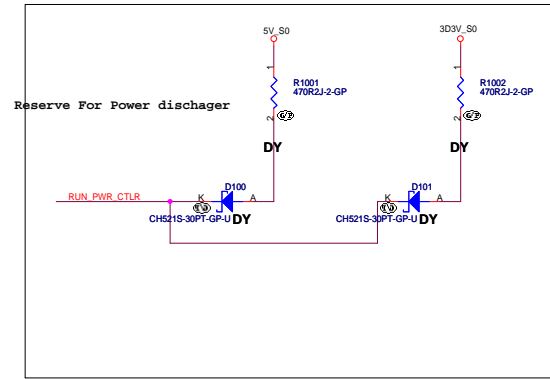 5V_S0
3D3V_S0
1
1
R1001
470R2J-2-GP
R1002
470R2J-2-GP
Reserve For Power dischager
2
G/P
2
G/P
DY
DY
D100
D101
RUN_PWR_CTLR
K
A
K
A
CH521S-30PT-GP-U
DY
CH521S-30PT-GP-U
DY